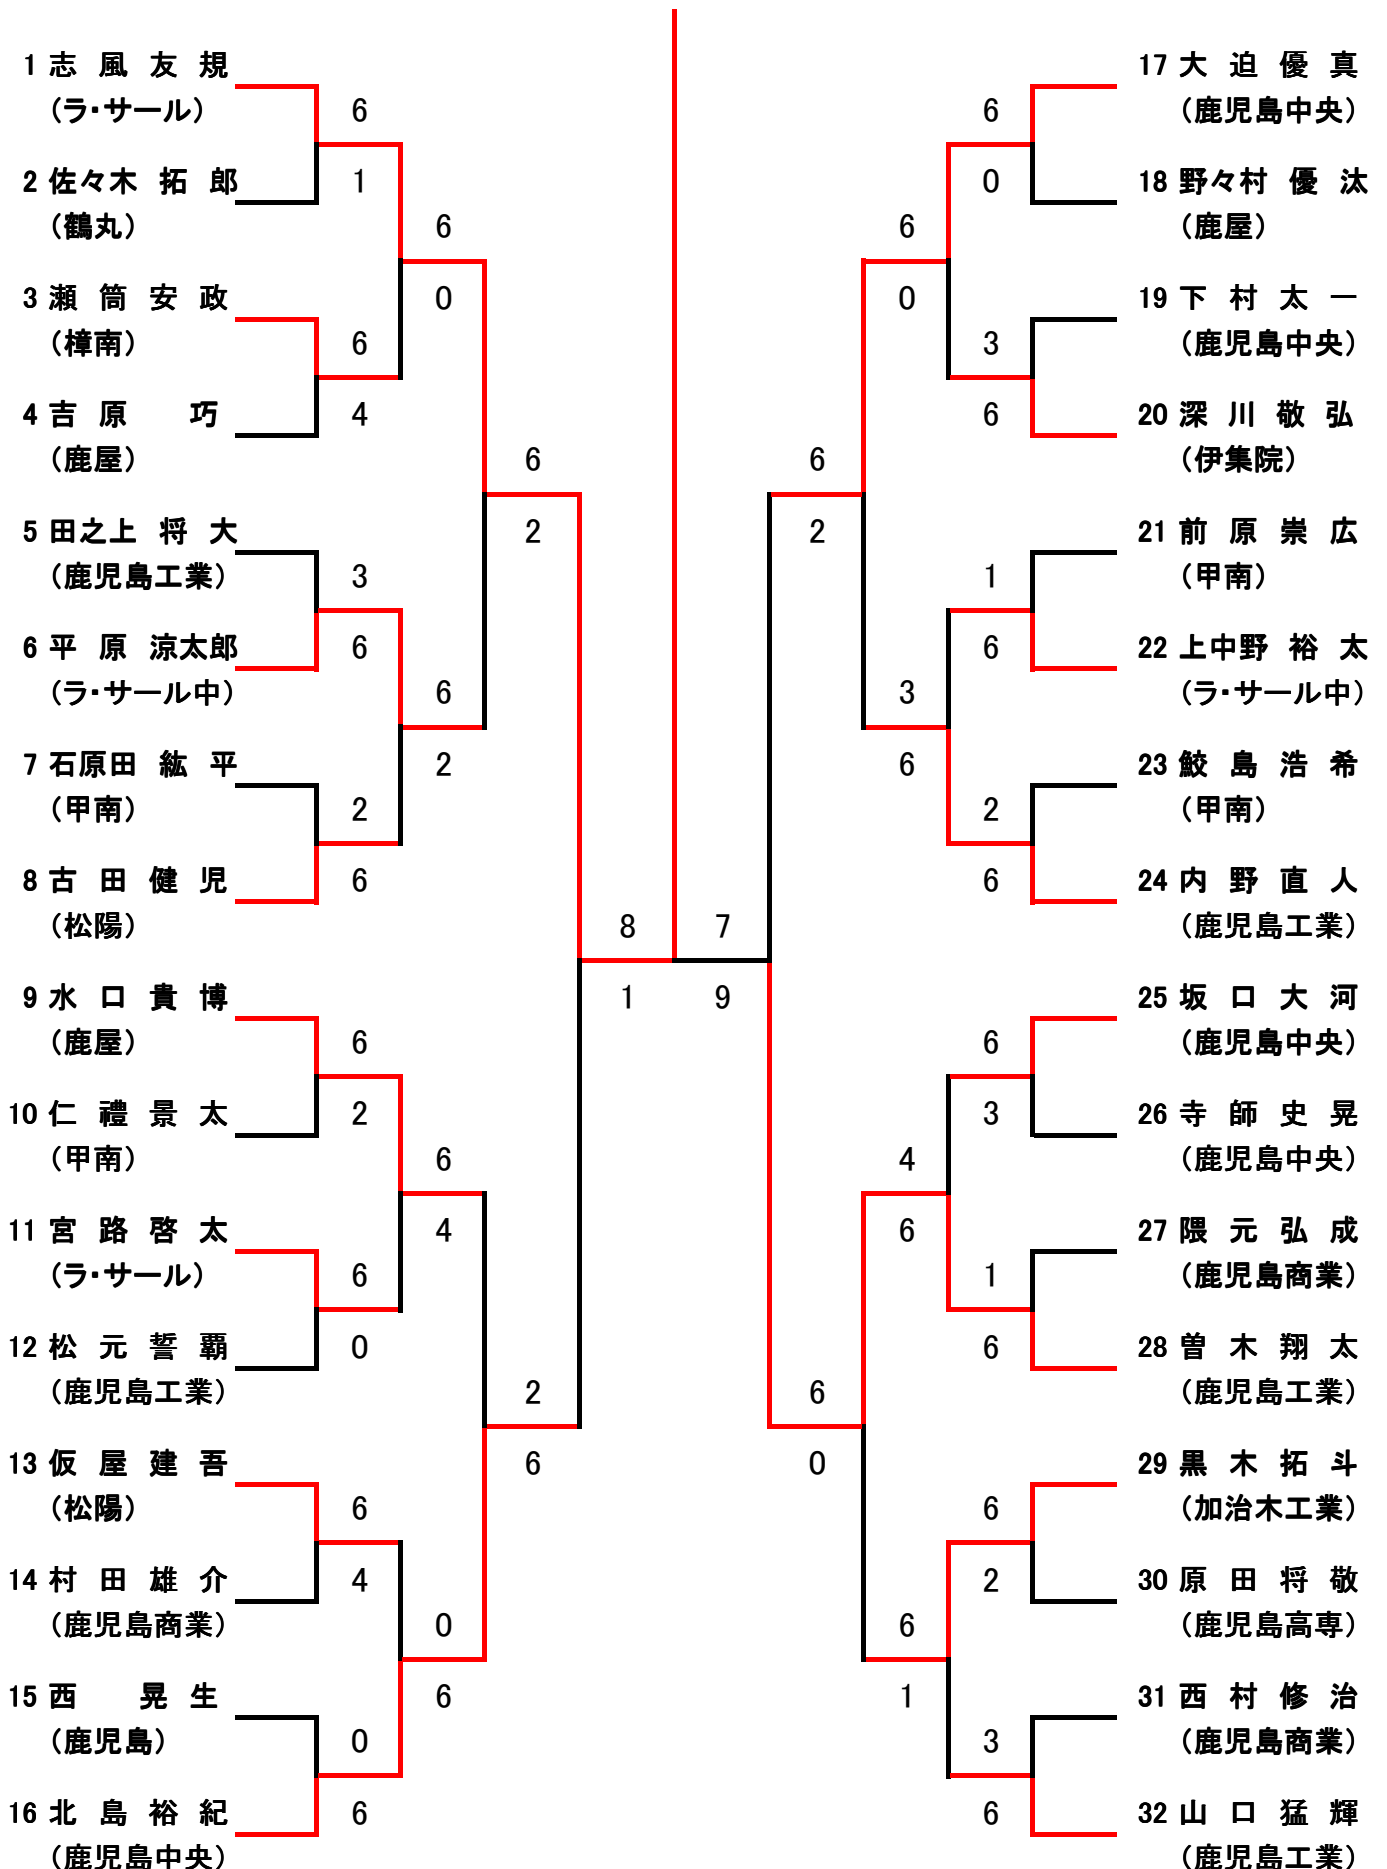 1 志 風 友 規
(ラ・サール)
6
2 佐々木 拓 郎
1
(鶴丸)
6
3 瀬 筒 安 政
0
(樟南)
6
4 吉 原 巧
4
(鹿屋)
6
5 田之上 将 大
2
(鹿児島工業)
3
6 平 原 涼太郎
6
(ラ・サール中)
6
7 石原田 紘 平
2
(甲南)
2
8 古 田 健 児
6
(松陽)
8
9 水 口 貴 博
1
(鹿屋)
6
10 仁 禮 景 太
2
(甲南)
6
11 宮 路 啓 太
4
(ラ・サール)
6
12 松 元 誓 覇
0
(鹿児島工業)
2
13 仮 屋 建 吾
6
(松陽)
6
14 村 田 雄 介
4
(鹿児島商業)
0
15 西 晃 生
6
(鹿児島)
0
16 北 島 裕 紀
6
(鹿児島中央)
17 大 迫 優 真
6
(鹿児島中央)
0
18 野々村 優 汰
6
(鹿屋)
0
19 下 村 太 一
3
(鹿児島中央)
6
20 深 川 敬 弘
6
(伊集院)
2
21 前 原 崇 広
1
(甲南)
6
22 上中野 裕 太
3
(ラ・サール中)
6
23 鮫 島 浩 希
2
(甲南)
6
24 内 野 直 人
7
(鹿児島工業)
9
25 坂 口 大 河
6
(鹿児島中央)
3
26 寺 師 史 晃
4
(鹿児島中央)
6
27 隈 元 弘 成
1
(鹿児島商業)
6
28 曽 木 翔 太
6
(鹿児島工業)
0
29 黒 木 拓 斗
6
(加治木工業)
2
30 原 田 将 敬
6
(鹿児島高専)
1
31 西 村 修 治
3
(鹿児島商業)
6
32 山 口 猛 輝
(鹿児島工業)